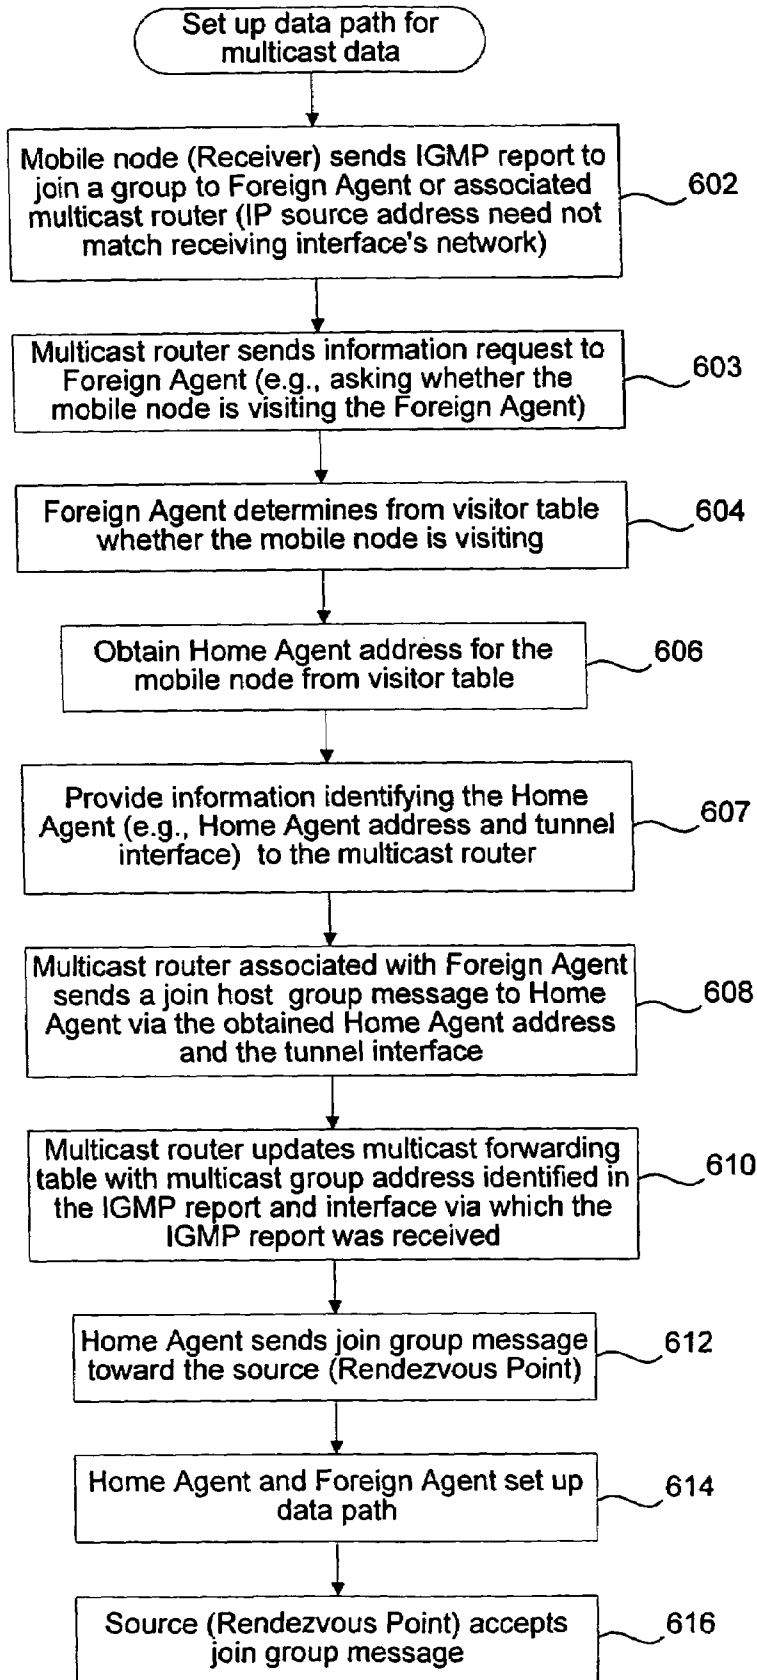 Set up data path for
multicast data
Mobile node (Receiver) sends IGMP report to
join a group to Foreign Agent or associated
multicast router (IP source address need not
match receiving interface's network)
602
Multicast router sends information request to
Foreign Agent (e.g., asking whether the
mobile node is visiting the Foreign Agent)
603
Foreign Agent determines from visitor table
whether the mobile node is visiting
604
Obtain Home Agent address for the
mobile node from visitor table
606
Provide information identifying the Home
Agent (e.g., Home Agent address and tunnel
interface) to the multicast router
607
Multicast router associated with Foreign Agent
sends a join host group message to Home
Agent via the obtained Home Agent address
and the tunnel interface
608
Multicast router updates multicast forwarding
table with multicast group address identified in
the IGMP report and interface via which the
IGMP report was received
610
Home Agent sends join group message
toward the source (Rendezvous Point)
612
Home Agent and Foreign Agent set up
data path
614
Source (Rendezvous Point) accepts
join group message
616